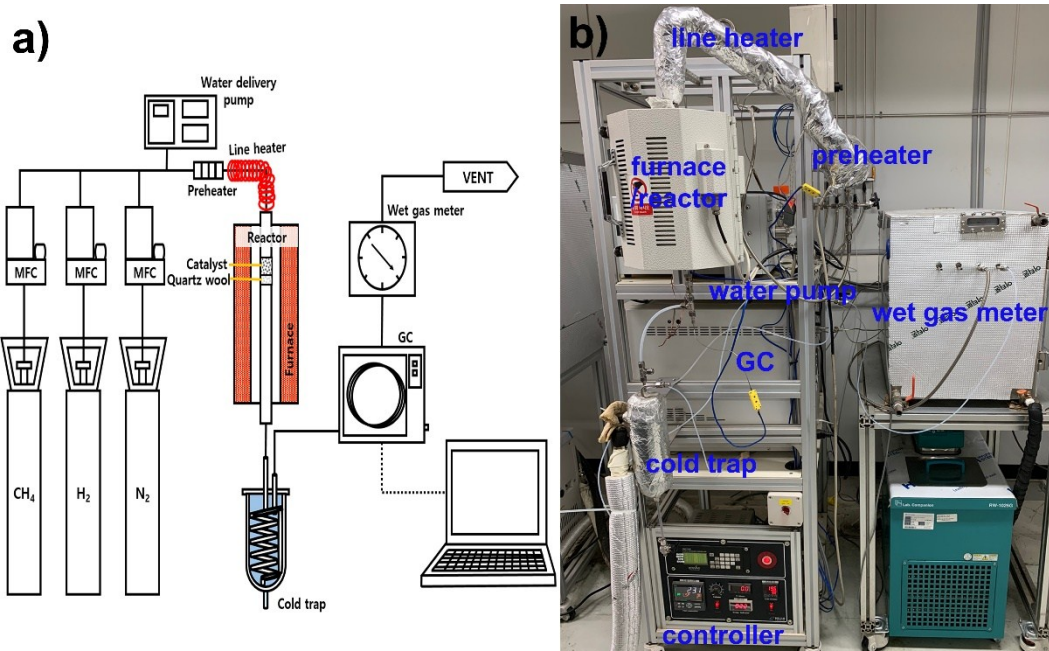 a)
Water delivery
pump
Line heater
Preheater
VENT
Wet gas meter
MFC
MFC
MFC
Reactor
Catalyst
Quartz wool
Furnace
GC
CH₄
H₂
N₂
Cold trap
b)
line heater
furnace
/reactor
preheater
water pump
wet gas meter
GC
cold trap
controller
Lab Companion